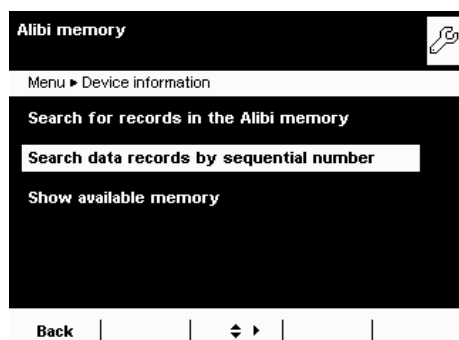 Alibi memory
Menu ▸ Device information
Search for records in the Alibi memory
Search data records by sequential number
Show available memory
Back